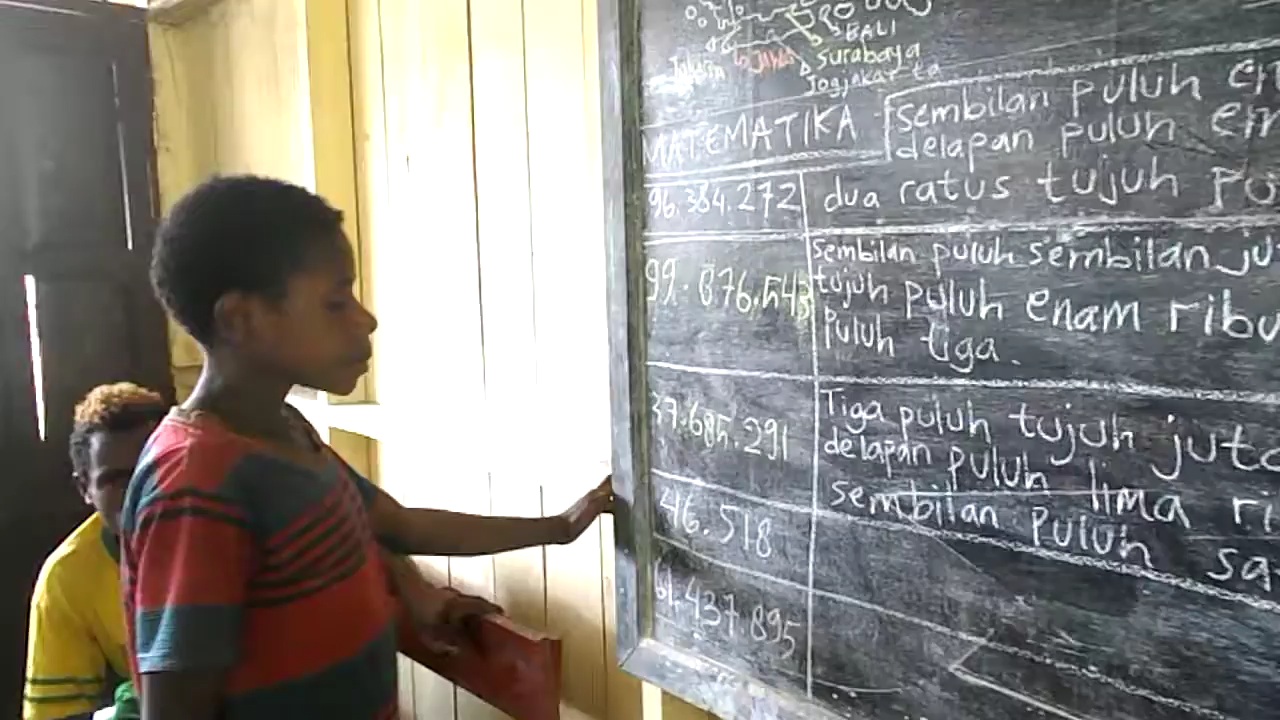 BALI
JAWA
Surabaya
Jogjakarta
MATEMATIKA
sembilan puluh
delapan puluh
96.384.272
dua ratus tujuh
99.876.543
Sembilan puluh sembilan
tujuh puluh enam ribu
puluh tiga.
37.685.291
Tiga puluh tujuh juta
delapan puluh lima
sembilan puluh
46.518
61.437.895